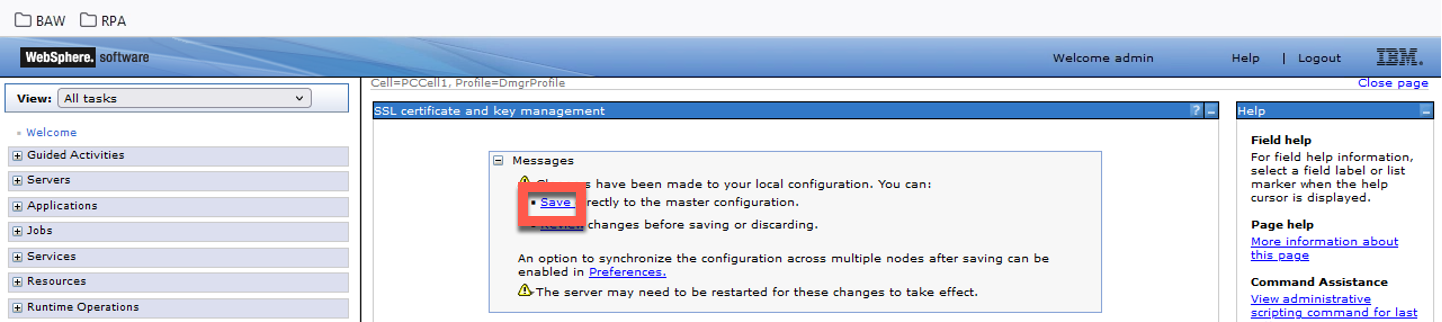 BAW RPA
WebSphere. software Welcome admin Help | Logout IBM.
Cell=PCCell1, Profile=DmgrProfile Close page
View: All tasks
Welcome
Guided Activities
Servers
Applications
Jobs
Services
Resources
Runtime Operations
SSL certificate and key management ? –
Messages
have been made to your local configuration. You can:
Save directly to the master configuration.
Review changes before saving or discarding.
An option to synchronize the configuration across multiple nodes after saving can be
enabled in Preferences.
The server may need to be restarted for these changes to take effect.
Help –
Field help
For field help information,
select a field label or list
marker when the help
cursor is displayed.
Page help
More information about
this page
Command Assistance
View administrative
scripting command for last